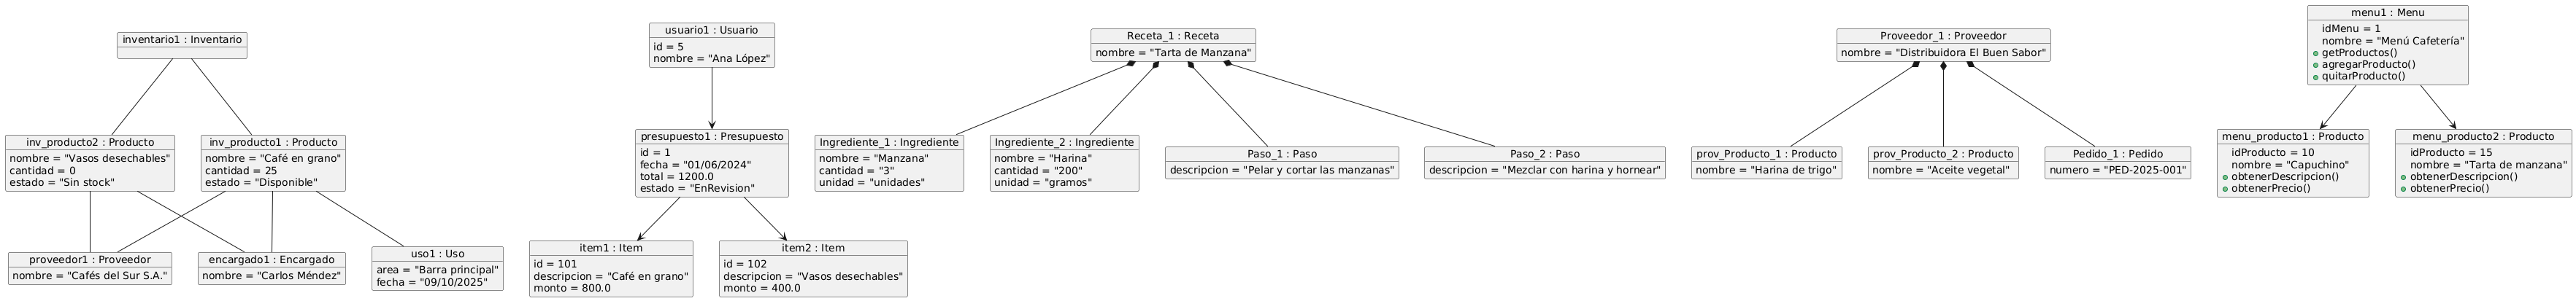 inventario1 : Inventario
inv_producto2 : Producto
nombre = "Vasos desechables"
cantidad = 0
estado = "Sin stock"
inv_producto1 : Producto
nombre = "Café en grano"
cantidad = 25
estado = "Disponible"
proveedor1 : Proveedor
nombre = "Cafés del Sur S.A."
encargado1 : Encargado
nombre = "Carlos Méndez"
uso1 : Uso
area = "Barra principal"
fecha = "09/10/2025"
usuario1 : Usuario
id = 5
nombre = "Ana López"
presupuesto1 : Presupuesto
id = 1
fecha = "01/06/2024"
total = 1200.0
estado = "EnRevision"
item1 : Item
id = 101
descripcion = "Café en grano"
monto = 800.0
item2 : Item
id = 102
descripcion = "Vasos desechables"
monto = 400.0
Receta_1 : Receta
nombre = "Tarta de Manzana"
Ingrediente_1 : Ingrediente
nombre = "Manzana"
cantidad = "3"
unidad = "unidades"
Ingrediente_2 : Ingrediente
nombre = "Harina"
cantidad = "200"
unidad = "gramos"
Paso_1 : Paso
descripcion = "Pelar y cortar las manzanas"
Paso_2 : Paso
descripcion = "Mezclar con harina y hornear"
Proveedor_1 : Proveedor
nombre = "Distribuidora El Buen Sabor"
prov_Producto_1 : Producto
nombre = "Harina de trigo"
prov_Producto_2 : Producto
nombre = "Aceite vegetal"
Pedido_1 : Pedido
numero = "PED-2025-001"
menu1 : Menu
idMenu = 1
nombre = "Menú Cafetería"
getProductos()
agregarProducto()
quitarProducto()
menu_producto1 : Producto
idProducto = 10
nombre = "Capuchino"
obtenerDescripcion()
obtenerPrecio()
menu_producto2 : Producto
idProducto = 15
nombre = "Tarta de manzana"
obtenerDescripcion()
obtenerPrecio()